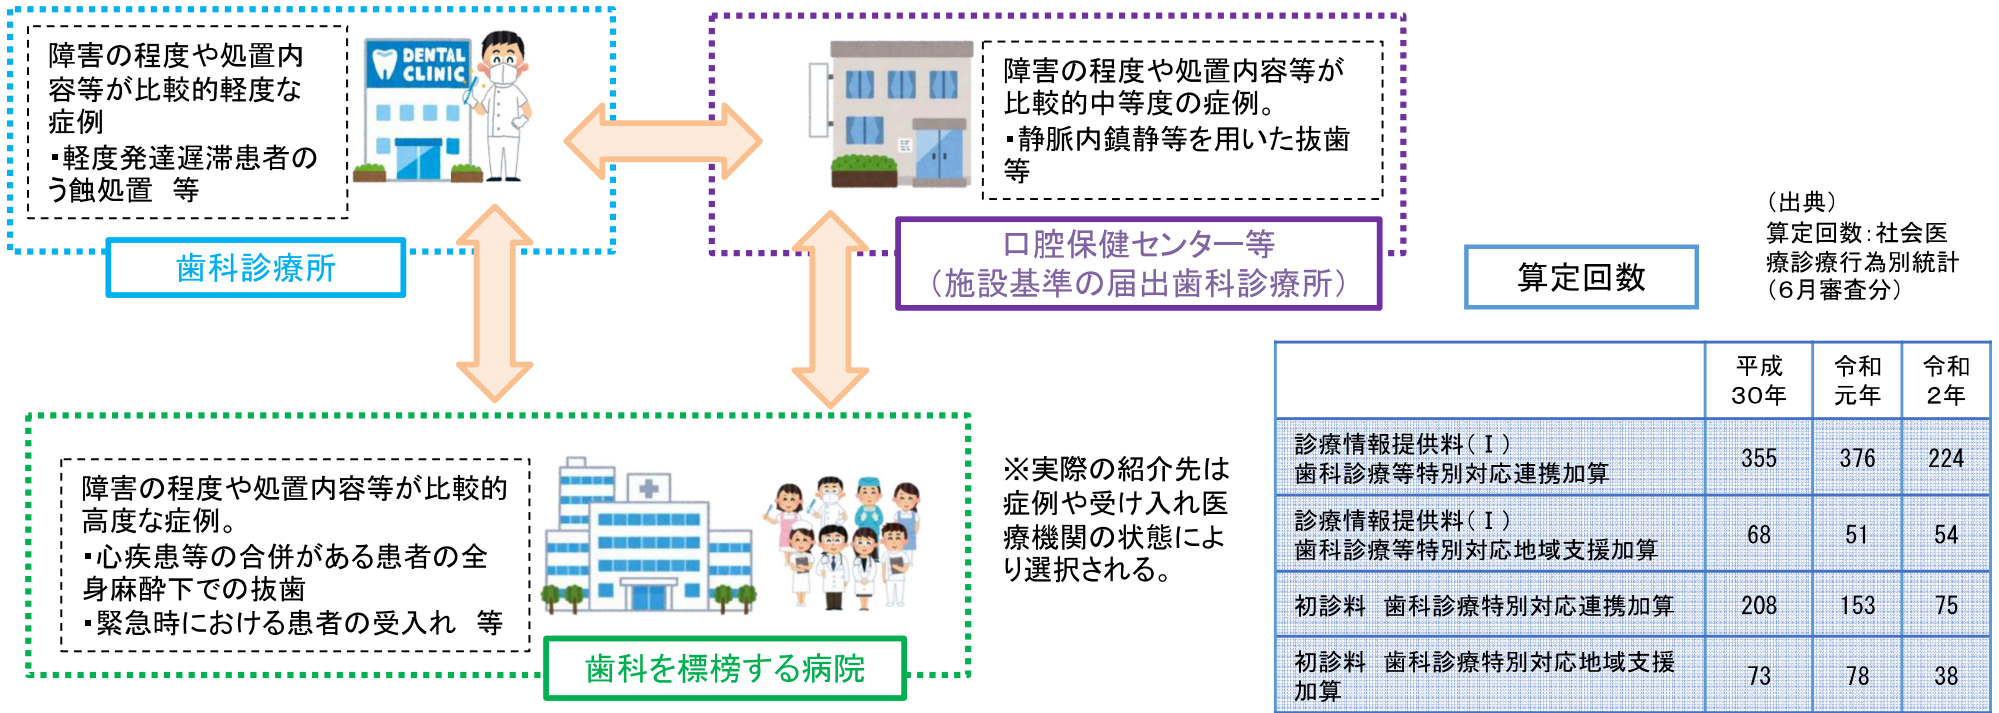 障害の程度や処置内
容等が比較的軽度な
症例
・軽度発達遅滞患者の
う蝕処置　等
DENTAL
CLINIC
歯科診療所
障害の程度や処置内容等が
比較的中等度の症例。
・静脈内鎮静等を用いた抜歯
等
口腔保健センター等
（施設基準の届出歯科診療所）
障害の程度や処置内容等が比較的
高度な症例。
・心疾患等の合併がある患者の全
身麻酔下での抜歯
・緊急時における患者の受入れ　等
歯科を標榜する病院
※実際の紹介先は
症例や受け入れ医
療機関の状態によ
り選択される。
算定回数
（出典）
算定回数：社会医
療診療行為別統計
（６月審査分）
平成
３０年
令和
元年
令和
２年
診療情報提供料（Ⅰ）
歯科診療等特別対応連携加算
355
376
224
診療情報提供料（Ⅰ）
歯科診療等特別対応地域支援加算
68
51
54
初診料　歯科診療特別対応連携加算
208
153
75
初診料　歯科診療特別対応地域支援
加算
73
78
38